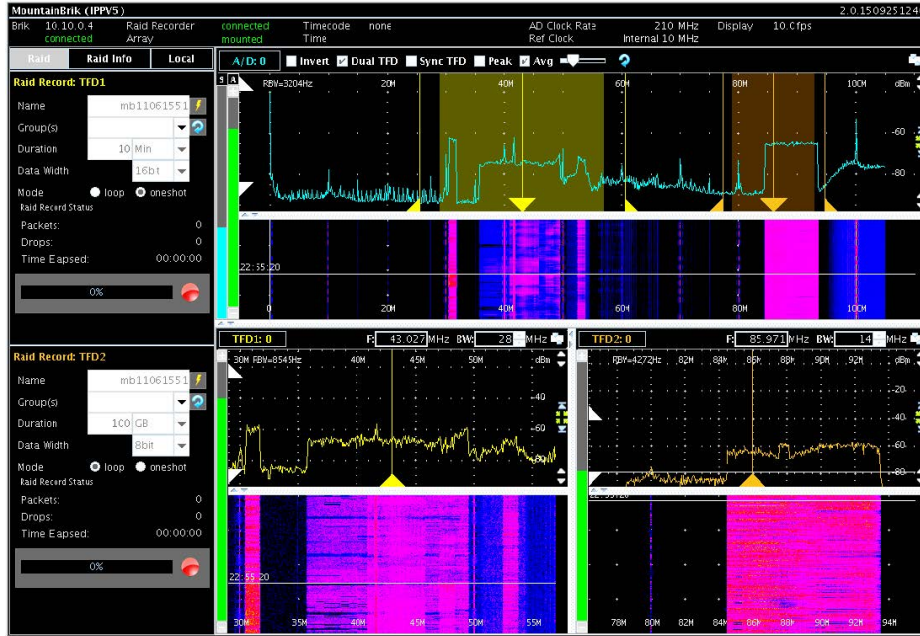 MountainBrik (IPPV5) 2.0.150925124
Brik 10.10.0.4 Raid Recorder connected Timecode none AD Clock Rate 210 MHz Display 10.0fps
connected Array mounted Time Ref Clock Internal 10 MHz
Raid Raid Info Local
A/D: 0 Invert Dual TFD Sync TFD Peak Avg
Raid Record: TFD1
Name mb11061551
Group(s)
Duration 10 Min
Data Width 16bt
Mode loop oneshot
Raid Record Status
Packets: 0
Drops: 0
Time Eapsed: 00:00:00
0%
S A RBW=3204Hz 20M 40M 60M 80M 100M dBm
-60
-80
22:55:20
0 20M 40M 60M 80M 100M
Raid Record: TFD2
Name mb11061551
Group(s)
Duration 100 GB
Data Width 8bit
Mode loop oneshot
Raid Record Status
Packets: 0
Drops: 0
Time Eapsed: 00:00:00
0%
TFD1: 0 F: 43.027 MHz BW: 28 MHz
30M RBW=8545Hz 40M 45M 50M dBm
-40
-60
-80
22:55:20
30M 35M 40M 45M 50M 55M
TFD2: 0 F: 85.971 MHz BW: 14 MHz
RBW=4272Hz 82M 84M 86M 88M 90M 92M dBm
-20
-40
-60
-80
22:55:20
78M 80M 82M 84M 86M 88M 90M 92M 94M